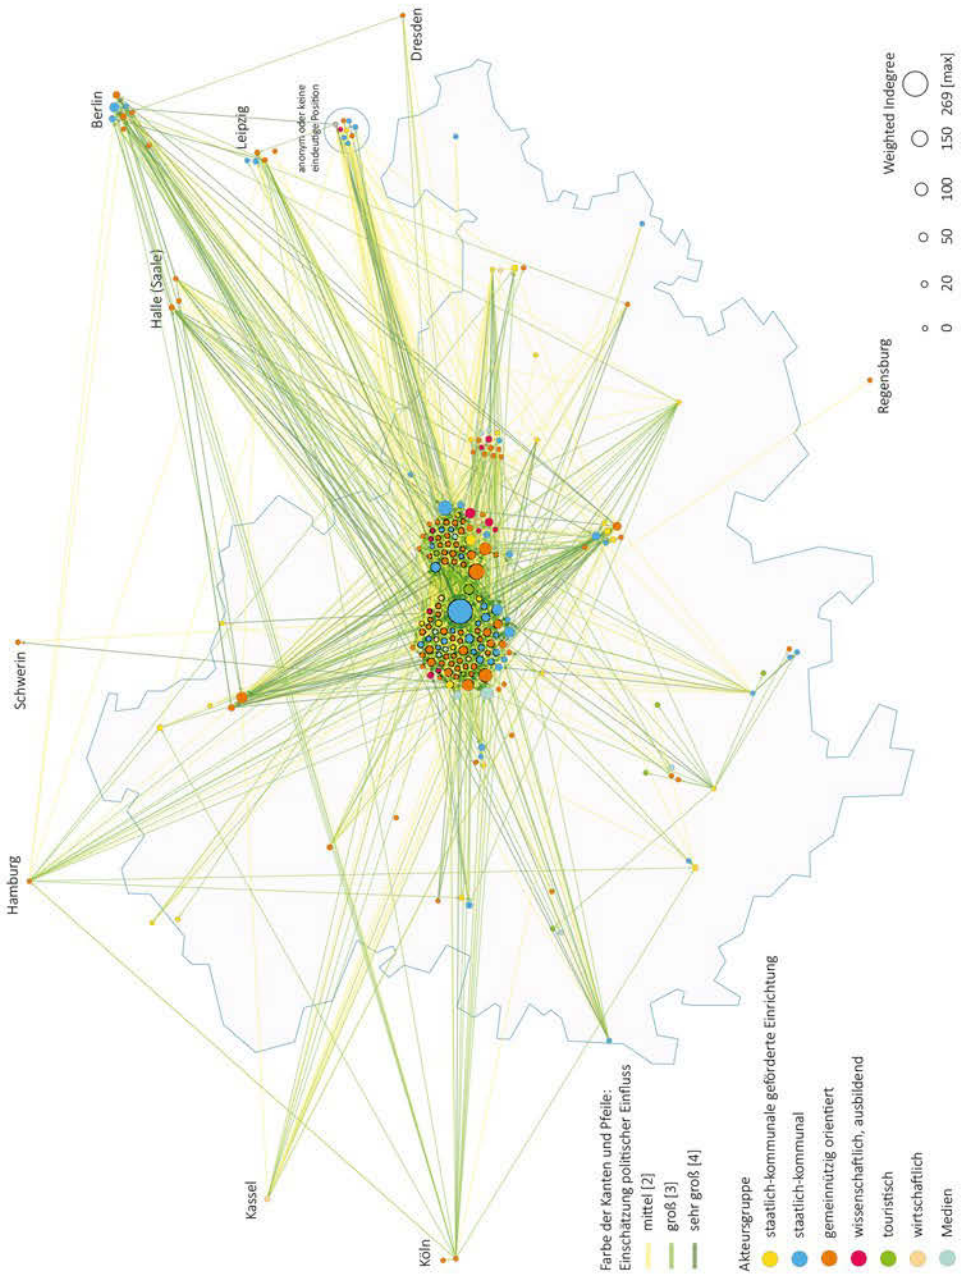 Dresden
Berlin
Leipzig
anonym oder keine
eindeutige Position
Halle (Saale)
Schwerin
Hamburg
Kassel
Köln
Regensburg
Weighted Indegree
0
20
50
100
150
269 [max]
Farbe der Kanten und Pfeile:
Einschätzung politischer Einfluss
mittel [2]
groß [3]
sehr groß [4]
Akteursgruppe
staatlich-kommunale geförderte Einrichtung
staatlich-kommunal
gemeinnützig orientiert
wissenschaftlich, ausbildend
touristisch
wirtschaftlich
Medien